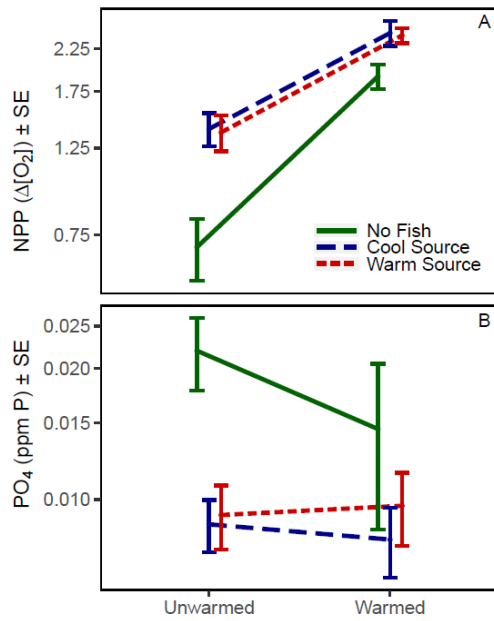 A
NPP (Δ[O₂]) ± SE
2.25
1.75
1.25
0.75
No Fish
Cool Source
Warm Source
B
PO₄ (ppm P) ± SE
0.025
0.020
0.015
0.010
Unwarmed Warmed